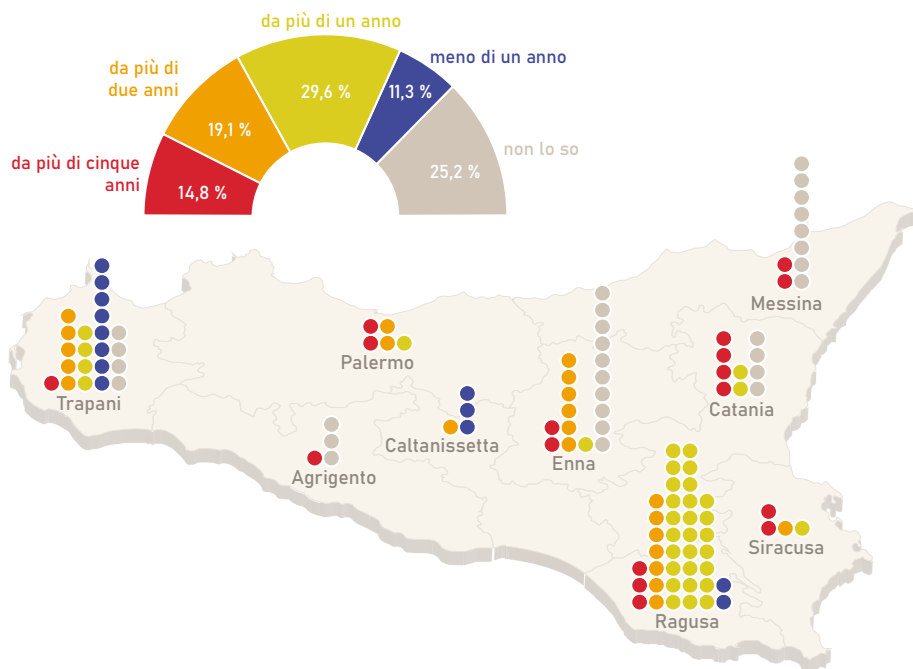 da più di un anno
meno di un anno
da più di
due anni
29,6 %
11,3 %
19,1 %
non lo so
da più di cinque
anni
25,2 %
14,8 %
Messina
Palermo
Trapani
Catania
Caltanissetta
Enna
Agrigento
Siracusa
Ragusa